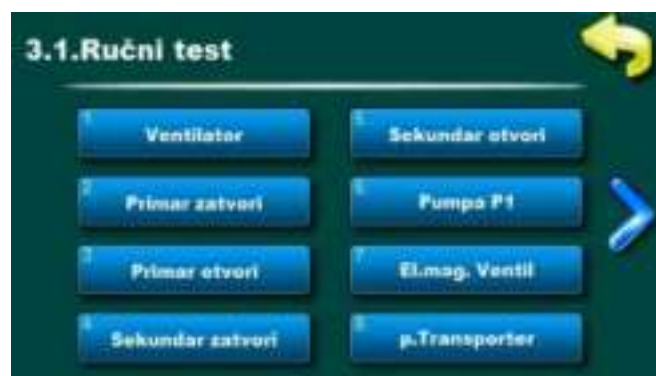 3.1.Ručni test
1 Ventilator
2 Primar zatvori
3 Primar otvori
4 Sekundar zatvori
5 Sekundar otvori
6 Pumpa P1
7 El.mag. Ventil
8 p.Transporter